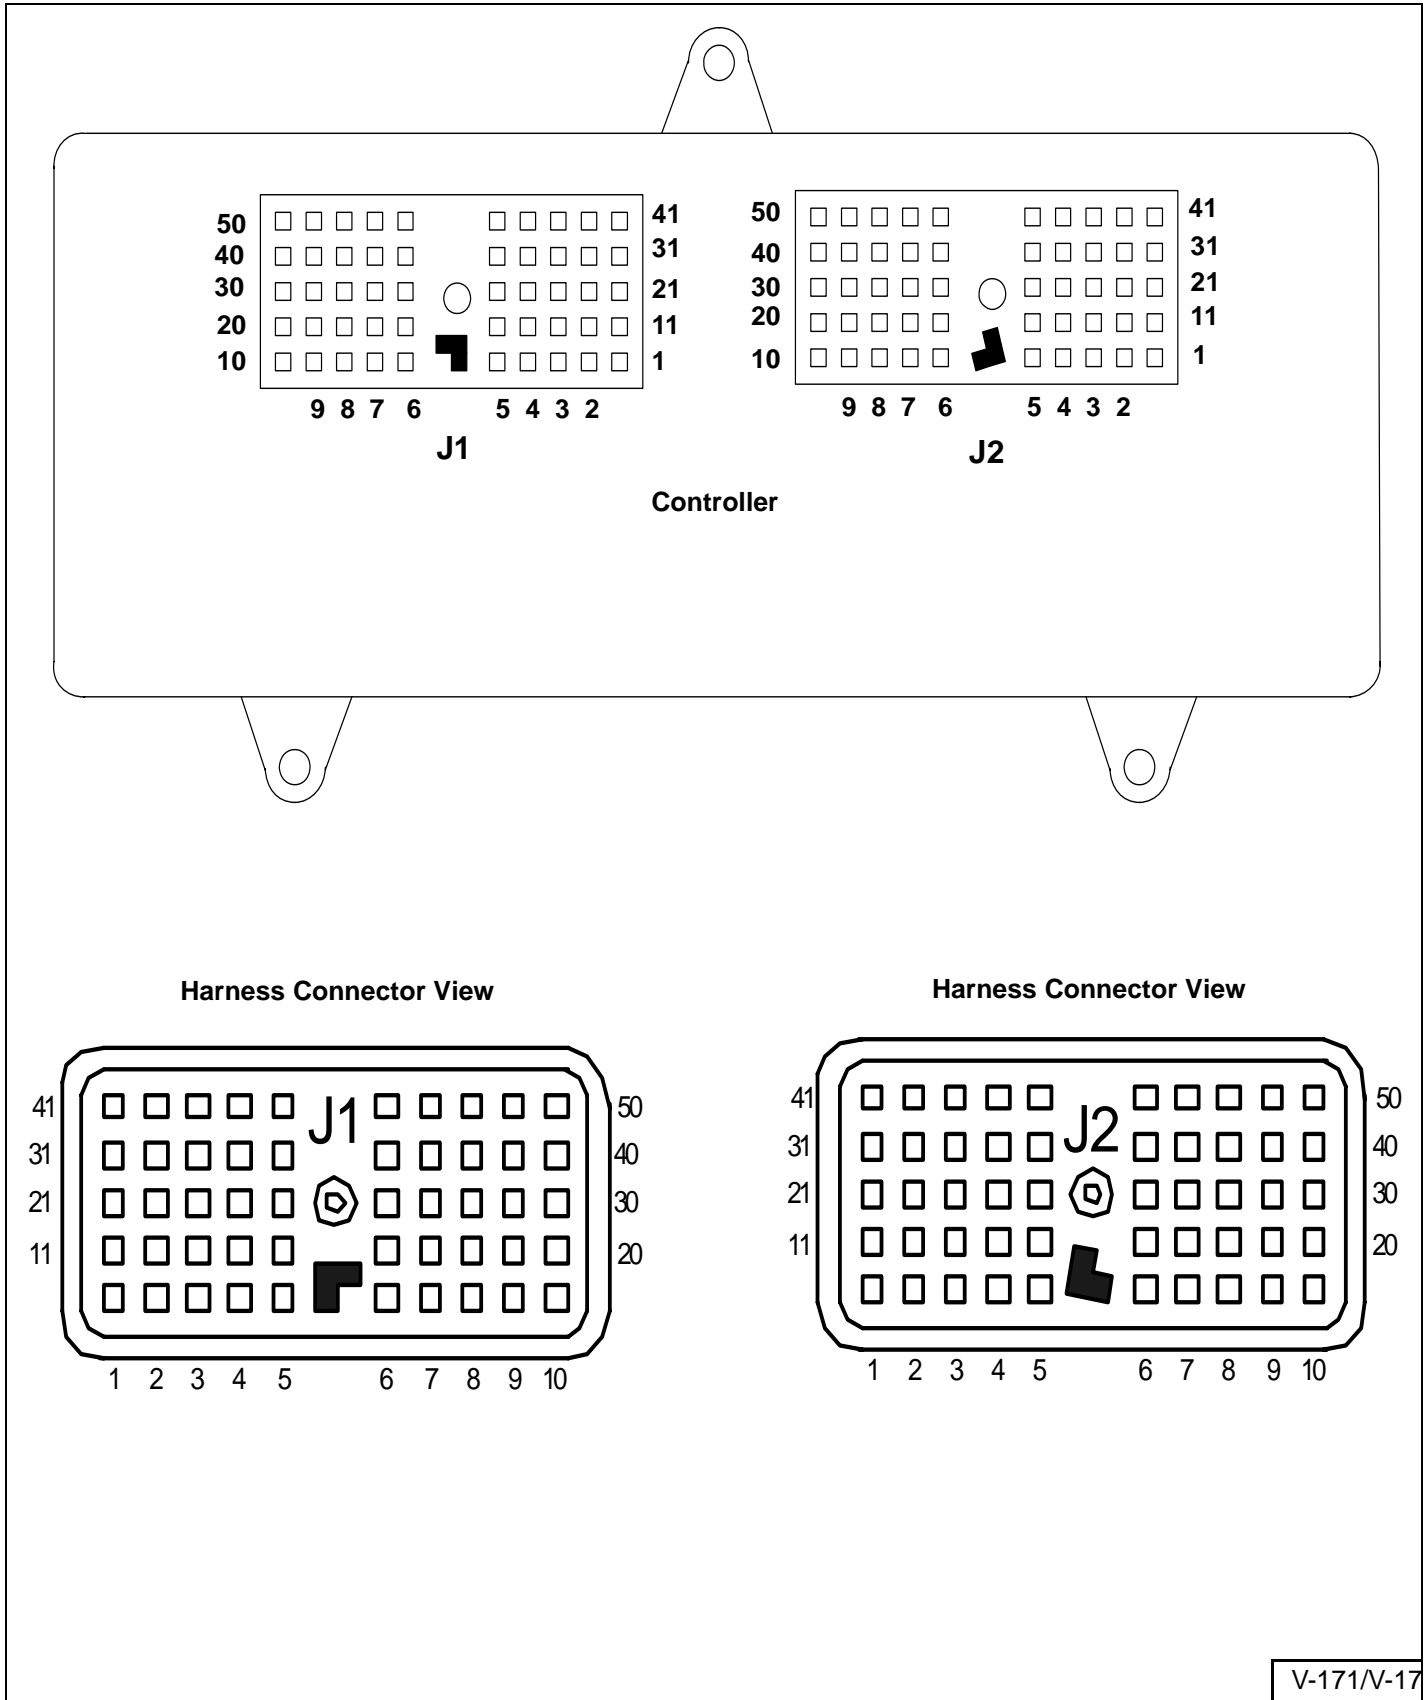 50 41 50 41
40 31 40 31
30 21 30 21
20 11 20 11
10 1 10 1
9 8 7 6 5 4 3 2 9 8 7 6 5 4 3 2
J1 J2
Controller
Harness Connector View Harness Connector View
41 J1 50 41 J2 50
31 40 31 40
21 30 21 30
11 20 11 20
1 2 3 4 5 6 7 8 9 10 1 2 3 4 5 6 7 8 9 10
V-171/V-17